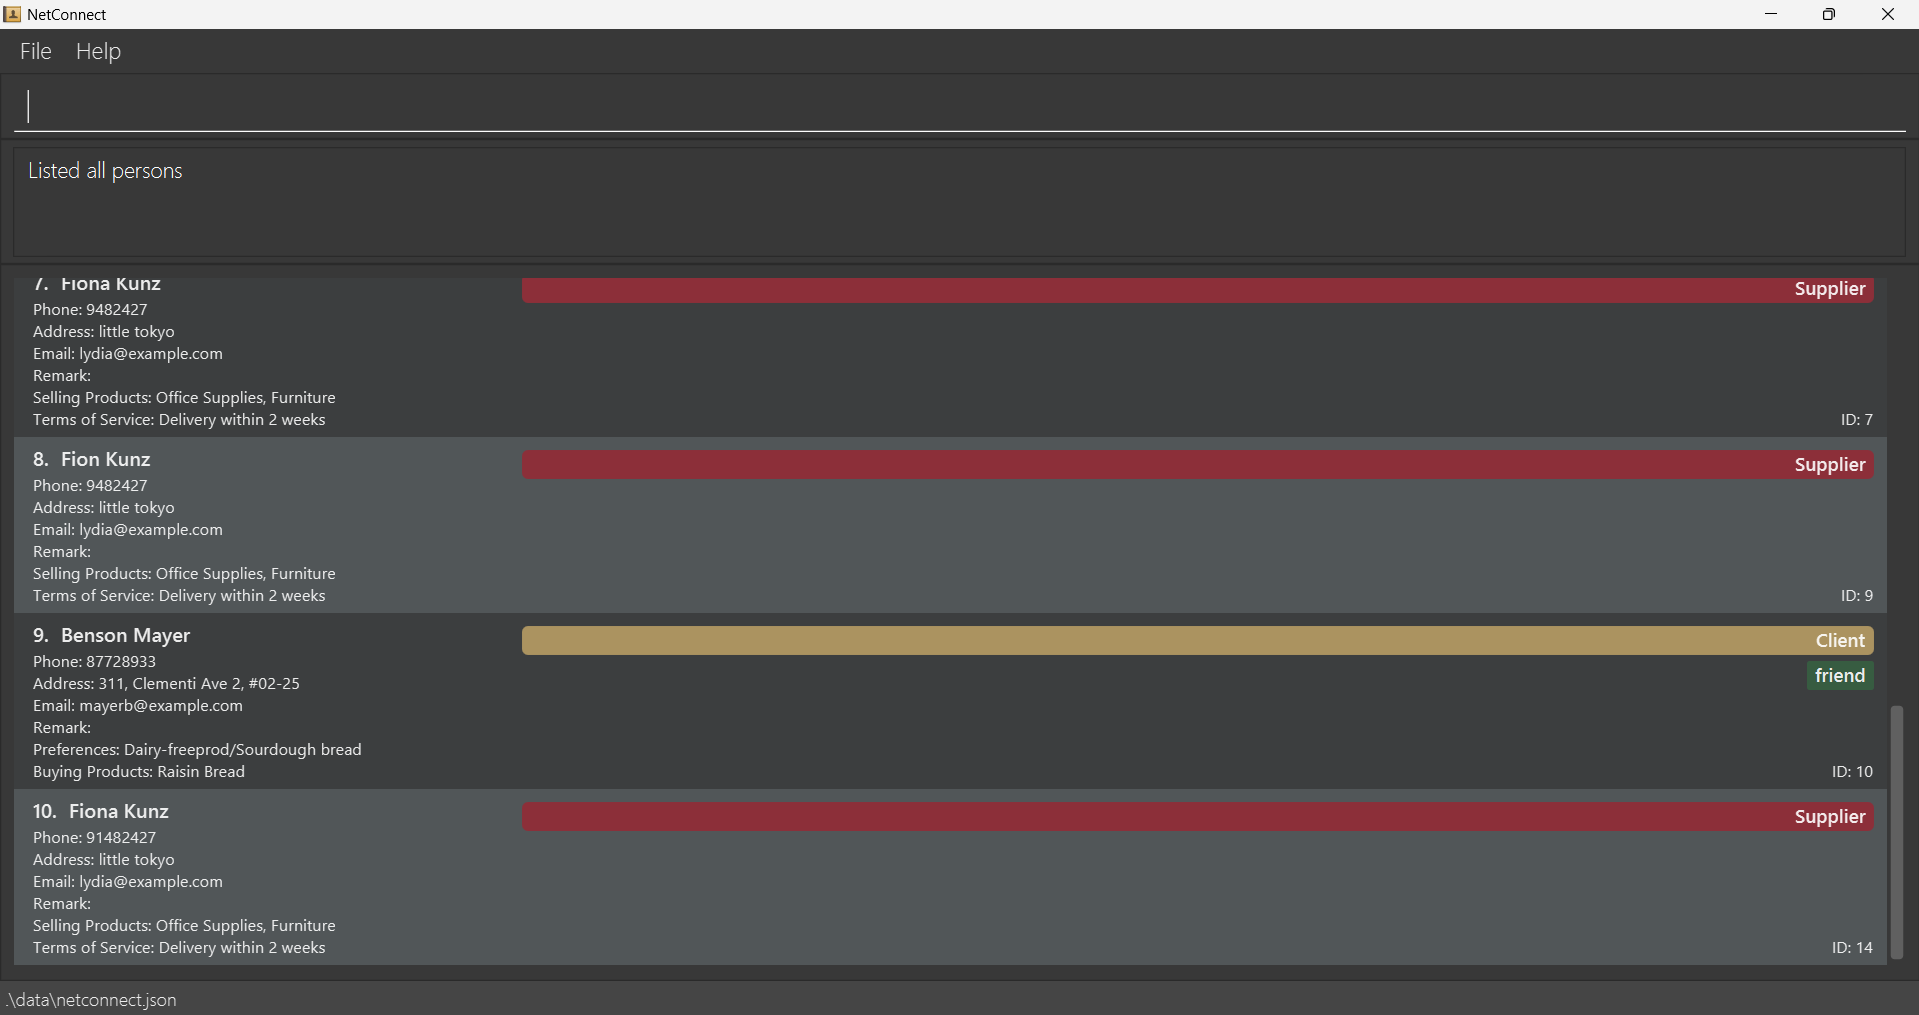 NetConnect
File Help
Listed all persons
7. Fiona Kunz
Supplier
Phone: 9482427
Address: little tokyo
Email: lydia@example.com
Remark:
Selling Products: Office Supplies, Furniture
Terms of Service: Delivery within 2 weeks
ID: 7
8. Fion Kunz
Supplier
Phone: 9482427
Address: little tokyo
Email: lydia@example.com
Remark:
Selling Products: Office Supplies, Furniture
Terms of Service: Delivery within 2 weeks
ID: 9
9. Benson Mayer
Client
friend
Phone: 87728933
Address: 311, Clementi Ave 2, #02-25
Email: mayerb@example.com
Remark:
Preferences: Dairy-freeprod/Sourdough bread
Buying Products: Raisin Bread
ID: 10
10. Fiona Kunz
Supplier
Phone: 91482427
Address: little tokyo
Email: lydia@example.com
Remark:
Selling Products: Office Supplies, Furniture
Terms of Service: Delivery within 2 weeks
ID: 14
.\data\netconnect.json